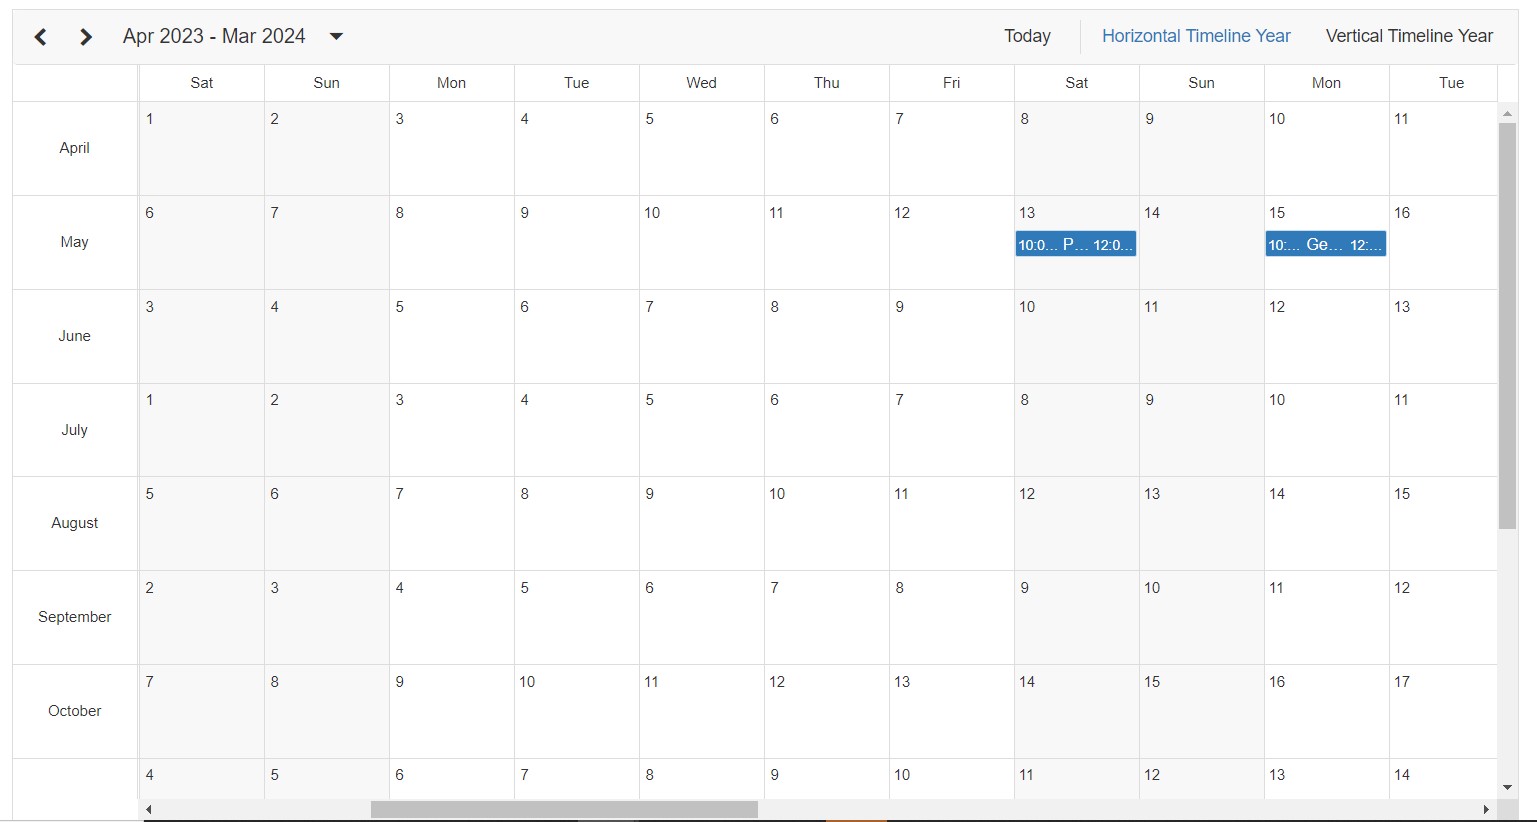 Apr 2023 - Mar 2024 Today Horizontal Timeline Year Vertical Timeline Year
Sat Sun Mon Tue Wed Thu Fri Sat Sun Mon Tue
1 2 3 4 5 6 7 8 9 10 11
April
6 7 8 9 10 11 12 13 14 15 16
May
10:0... P... 12:0... 10:... Ge... 12:...
3 4 5 6 7 8 9 10 11 12 13
June
1 2 3 4 5 6 7 8 9 10 11
July
5 6 7 8 9 10 11 12 13 14 15
August
2 3 4 5 6 7 8 9 10 11 12
September
7 8 9 10 11 12 13 14 15 16 17
October
4 5 6 7 8 9 10 11 12 13 14